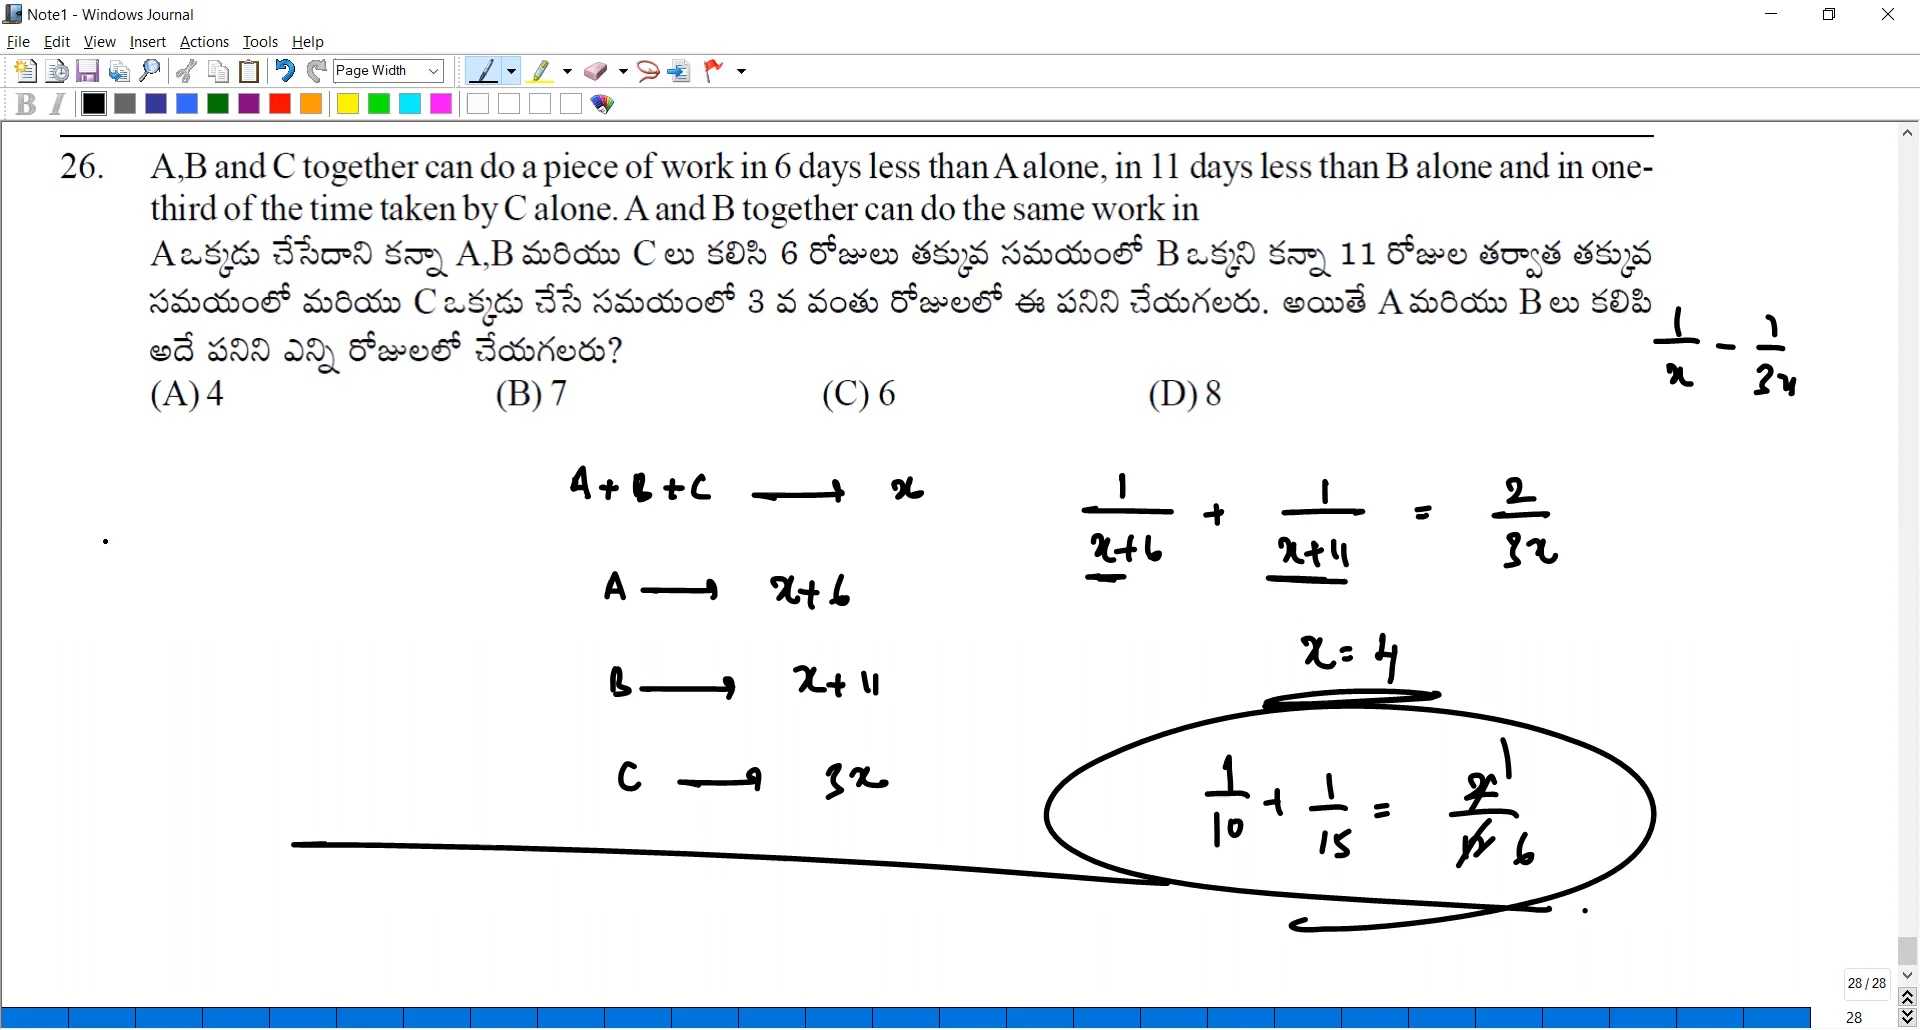 Note1 - Windows Journal
File Edit View Insert Actions Tools Help
Page Width
B I
26. A,B and C together can do a piece of work in 6 days less than A alone, in 11 days less than B alone and in one-
third of the time taken by C alone. A and B together can do the same work in
A ఒక్కడు చేసేదాని కన్నా A,B మరియు C లు కలిసి 6 రోజులు తక్కువ సమయంలో B ఒక్కని కన్నా 11 రోజుల తర్వాత తక్కువ
సమయంలో మరియు C ఒక్కడు చేసే సమయంలో 3 వ వంతు రోజులలో ఈ పనిని చేయగలరు. అయితే A మరియు B లు కలిపి
అదే పనిని ఎన్ని రోజులలో చేయగలరు?
1/x - 1/3x
(A) 4 (B) 7 (C) 6 (D) 8
A + B + C → x
1/(x+6) + 1/(x+11) = 2/3x
A → x+6
x = 4
B → x+11
C → 3x
1/10 + 1/15 = 2/12 1/6
28 / 28
28